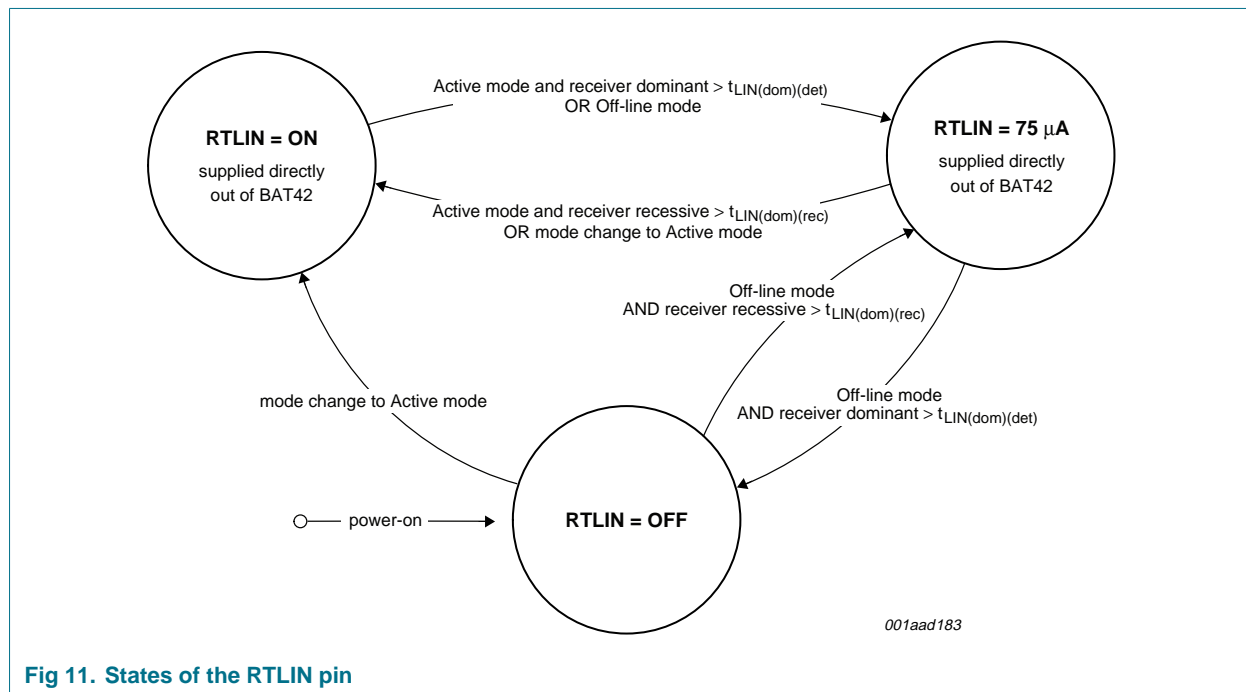 Active mode and receiver dominant > tLIN(dom)(det)
OR Off-line mode
RTLIN = ON
supplied directly
out of BAT42
RTLIN = 75 μA
supplied directly
out of BAT42
Active mode and receiver recessive > tLIN(dom)(rec)
OR mode change to Active mode
Off-line mode
AND receiver recessive > tLIN(dom)(rec)
mode change to Active mode
Off-line mode
AND receiver dominant > tLIN(dom)(det)
power-on
RTLIN = OFF
001aad183
Fig 11. States of the RTLIN pin